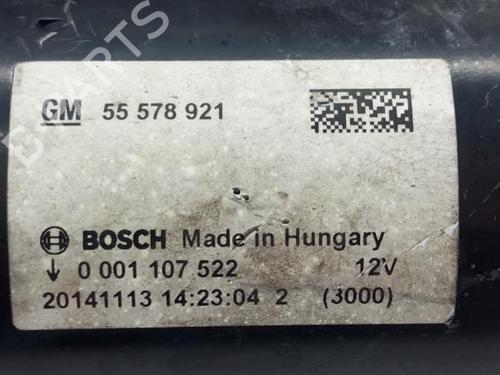 GM 55 578 921
BOSCH Made in Hungary
0 001 107 522 12V
20141113 14:23:04 2 (3000)